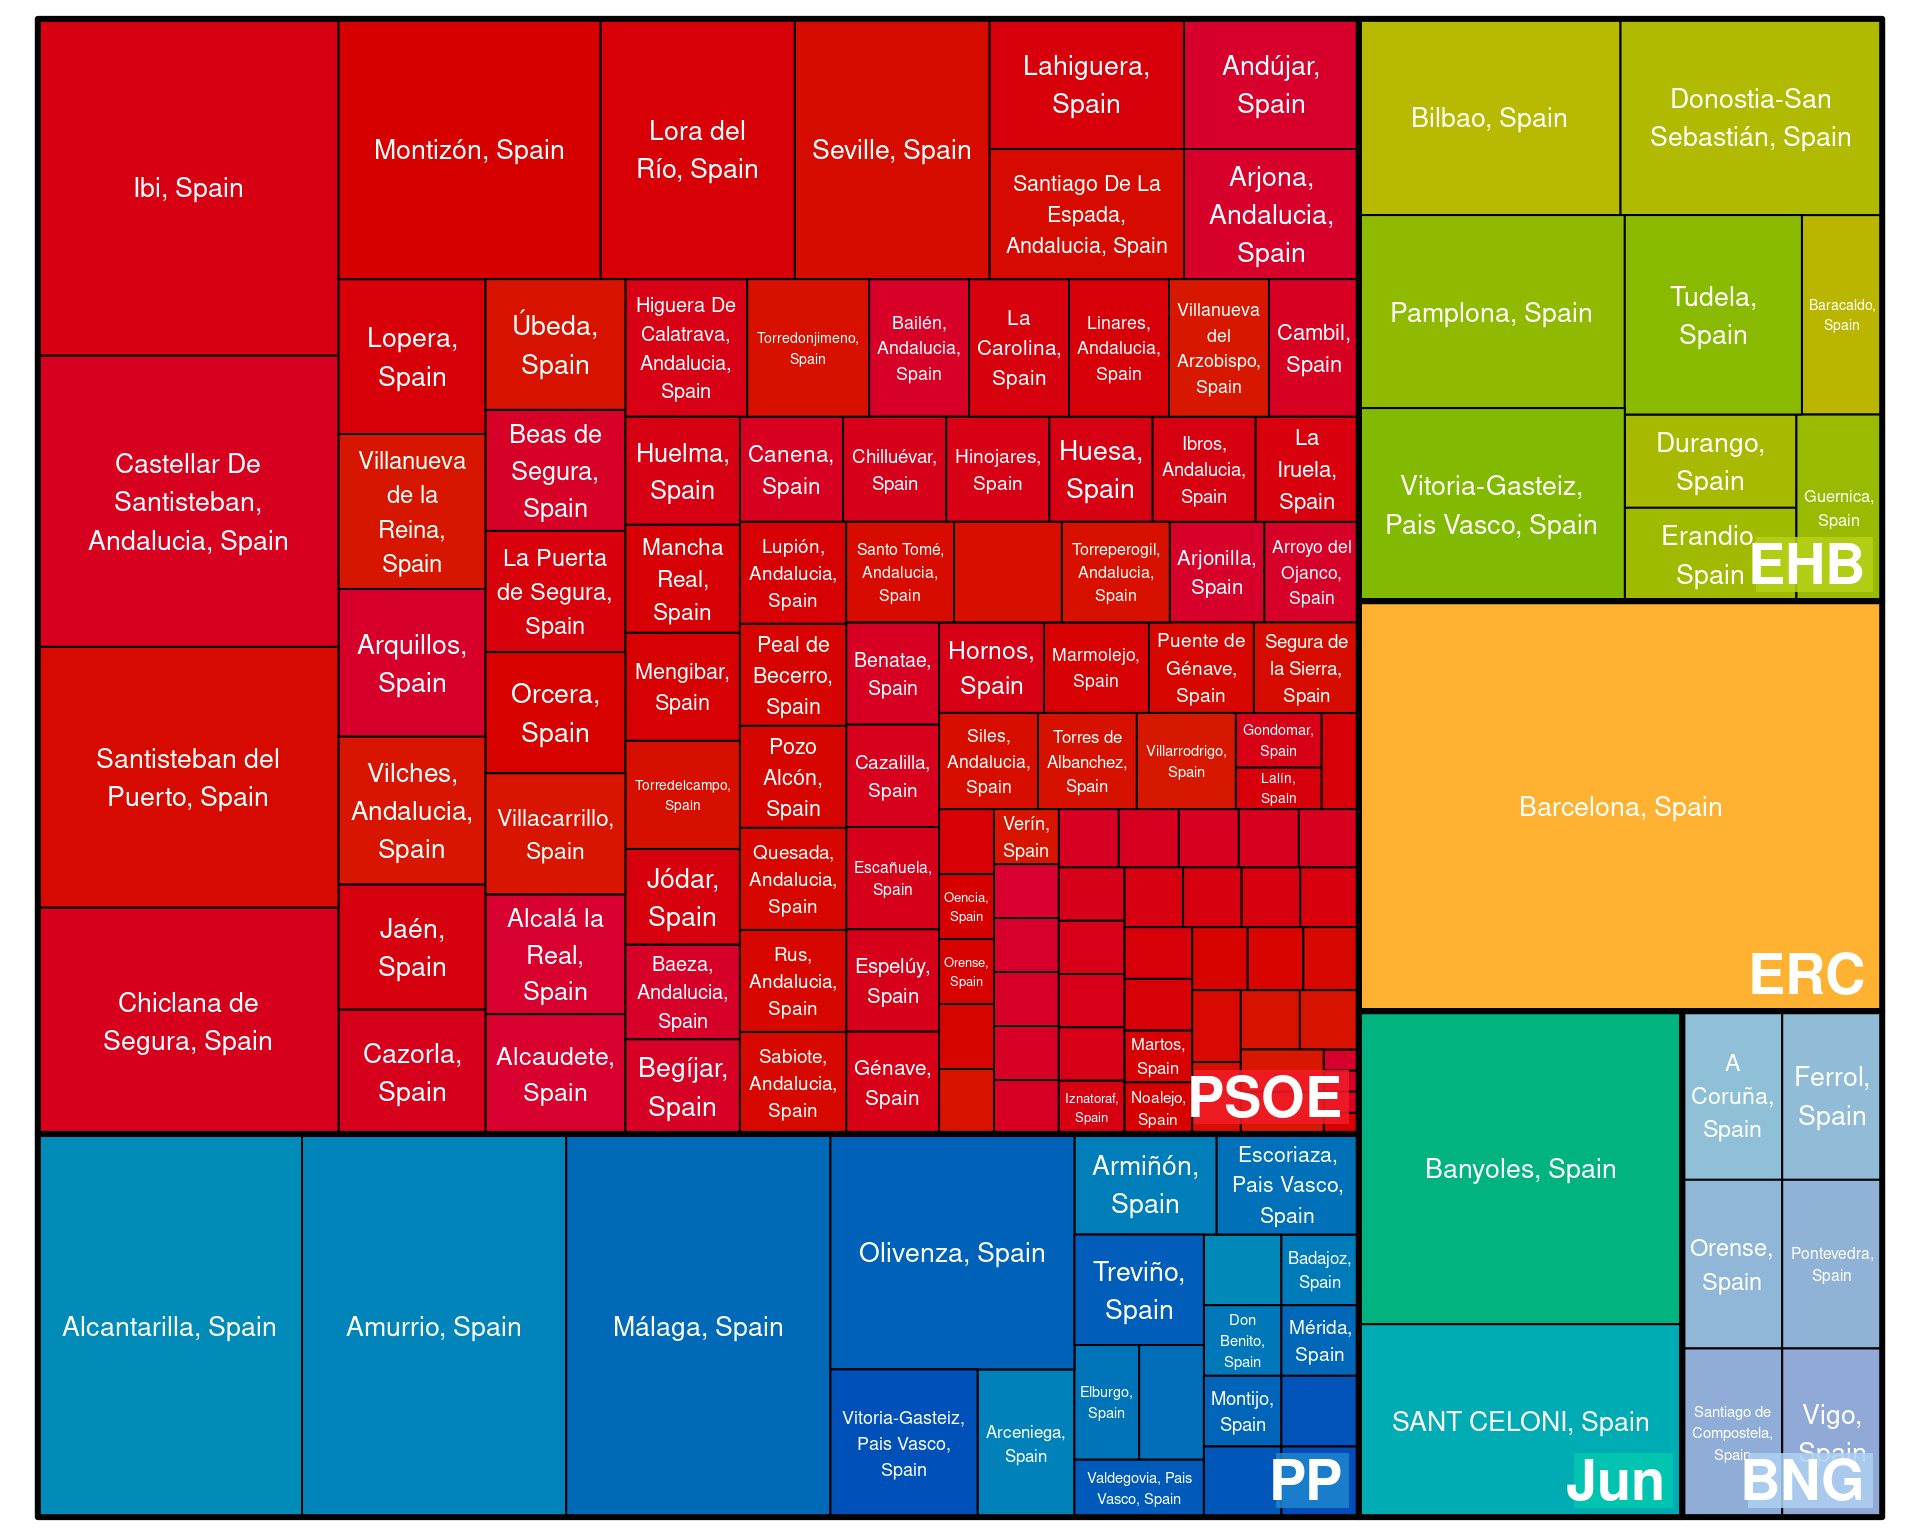 Ibi, Spain
Castellar De
Santisteban,
Andalucia, Spain
Santisteban del
Puerto, Spain
Chiclana de
Segura, Spain
Montizón, Spain
Lora del
Río, Spain
Seville, Spain
Lahiguera,
Spain
Santiago De La
Espada,
Andalucia, Spain
Andújar,
Spain
Arjona,
Andalucia,
Spain
Lopera,
Spain
Villanueva
de la
Reina,
Spain
Arquillos,
Spain
Vilches,
Andalucia,
Spain
Jaén,
Spain
Cazorla,
Spain
Úbeda,
Spain
Beas de
Segura,
Spain
La Puerta
de Segura,
Spain
Orcera,
Spain
Villacarrillo,
Spain
Alcalá la
Real,
Spain
Alcaudete,
Spain
Higuera De
Calatrava,
Andalucia,
Spain
Torredonjimeno,
Spain
Bailén,
Andalucia,
Spain
La
Carolina,
Spain
Linares,
Andalucia,
Spain
Villanueva
del
Arzobispo,
Spain
Cambil,
Spain
Huelma,
Spain
Mancha
Real,
Spain
Mengibar,
Spain
Torredelcampo,
Spain
Jódar,
Spain
Baeza,
Andalucia,
Spain
Begíjar,
Spain
Canena,
Spain
Chilluévar,
Spain
Hinojares,
Spain
Huesa,
Spain
Ibros,
Andalucia,
Spain
La
Iruela,
Spain
Lupión,
Andalucia,
Spain
Peal de
Becerro,
Spain
Pozo
Alcón,
Spain
Quesada,
Andalucia,
Spain
Rus,
Andalucia,
Spain
Sabiote,
Andalucia,
Spain
Santo Tomé,
Andalucia,
Spain
Torreperogil,
Andalucia,
Spain
Arjonilla,
Spain
Arroyo del
Ojanco,
Spain
Benatae,
Spain
Cazalilla,
Spain
Escañuela,
Spain
Espelúy,
Spain
Génave,
Spain
Hornos,
Spain
Marmolejo,
Spain
Puente de
Génave,
Spain
Segura de
la Sierra,
Spain
Siles,
Andalucia,
Spain
Torres de
Albanchez,
Spain
Villarrodrigo,
Spain
Gondomar,
Spain
Lalín,
Spain
Verín,
Spain
Oencia,
Spain
Orense,
Spain
Iznatoraf,
Spain
Martos,
Spain
Noalejo,
Spain
PSOE
Alcantarilla, Spain
Amurrio, Spain
Málaga, Spain
Olivenza, Spain
Vitoria-Gasteiz,
Pais Vasco,
Spain
Arceniega,
Spain
Armiñón,
Spain
Escoriaza,
Pais Vasco,
Spain
Treviño,
Spain
Elburgo,
Spain
Valdegovia, Pais
Vasco, Spain
Badajoz,
Spain
Don
Benito,
Spain
Mérida,
Spain
Montijo,
Spain
PP
Bilbao, Spain
Donostia-San
Sebastián, Spain
Pamplona, Spain
Tudela,
Spain
Baracaldo,
Spain
Vitoria-Gasteiz,
Pais Vasco, Spain
Durango,
Spain
Erandio,
Spain
Guernica,
Spain
EHB
Barcelona, Spain
ERC
Banyoles, Spain
SANT CELONI, Spain
Jun
A
Coruña,
Spain
Ferrol,
Spain
Orense,
Spain
Pontevedra,
Spain
Santiago de
Compostela,
Spain
Vigo,
Spain
BNG